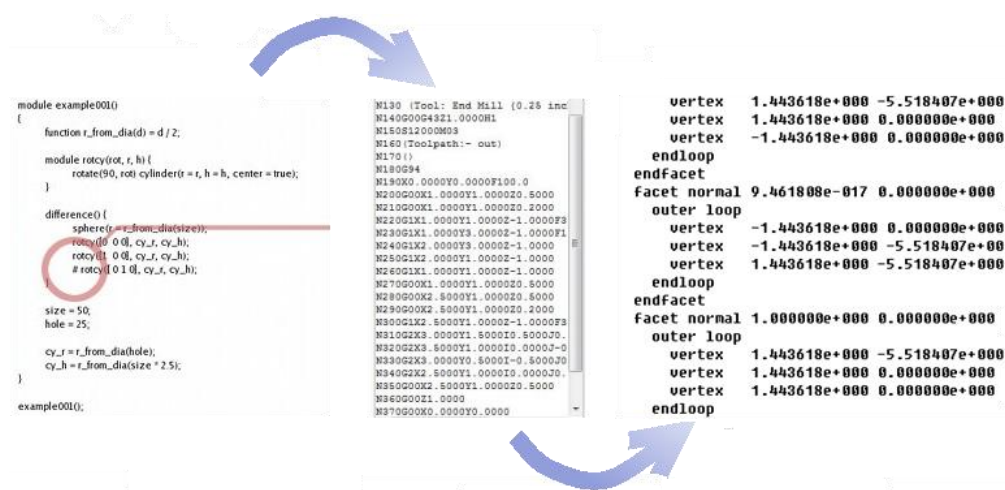 module example001()
{
function r_from_dia(d) = d / 2;
module rotcy(rot, r, h) {
rotate(90, rot) cylinder(r = r, h = h, center = true);
}
difference() {
sphere(r = r_from_dia(size));
rotcy([0 0 0], cy_r, cy_h);
rotcy([1 0 0], cy_r, cy_h);
# rotcy([ 0 1 0], cy_r, cy_h);
}
size = 50;
hole = 25;
cy_r = r_from_dia(hole);
cy_h = r_from_dia(size * 2.5);
}
example001();
N130 (Tool: End Mill {0.25 inc
N140G00G43Z1.0000H1
N150S12000M03
N160(Toolpath:- out)
N170()
N180G94
N190X0.0000Y0.0000F100.0
N200G00X1.0000Y1.0000Z0.5000
N210G00X1.0000Y1.0000Z0.2000
N220G1X1.0000Y1.0000Z-1.0000F3
N230G1X1.0000Y3.0000Z-1.0000F1
N240G1X2.0000Y3.0000Z-1.0000
N250G1X2.0000Y1.0000Z-1.0000
N260G1X1.0000Y1.0000Z-1.0000
N270G00X1.0000Y1.0000Z0.5000
N280G00X2.5000Y1.0000Z0.5000
N290G00X2.5000Y1.0000Z0.2000
N300G1X2.5000Y1.0000Z-1.0000F3
N310G2X3.0000Y1.5000I0.5000J0.
N320G2X3.5000Y1.0000I0.0000J-0
N330G2X3.0000Y0.5000I-0.5000J0
N340G2X2.5000Y1.0000I0.0000J0.
N350G00X2.5000Y1.0000Z0.5000
N360G00Z1.0000
N370G00X0.0000Y0.0000
vertex 1.443618e+000 -5.518407e+000
vertex 1.443618e+000 0.000000e+000
vertex -1.443618e+000 0.000000e+000
endloop
endfacet
facet normal 9.461808e-017 0.000000e+000
outer loop
vertex -1.443618e+000 0.000000e+000
vertex -1.443618e+000 -5.518407e+00
vertex 1.443618e+000 -5.518407e+000
endloop
endfacet
facet normal 1.000000e+000 0.000000e+000
outer loop
vertex 1.443618e+000 -5.518407e+000
vertex 1.443618e+000 0.000000e+000
vertex 1.443618e+000 0.000000e+000
endloop